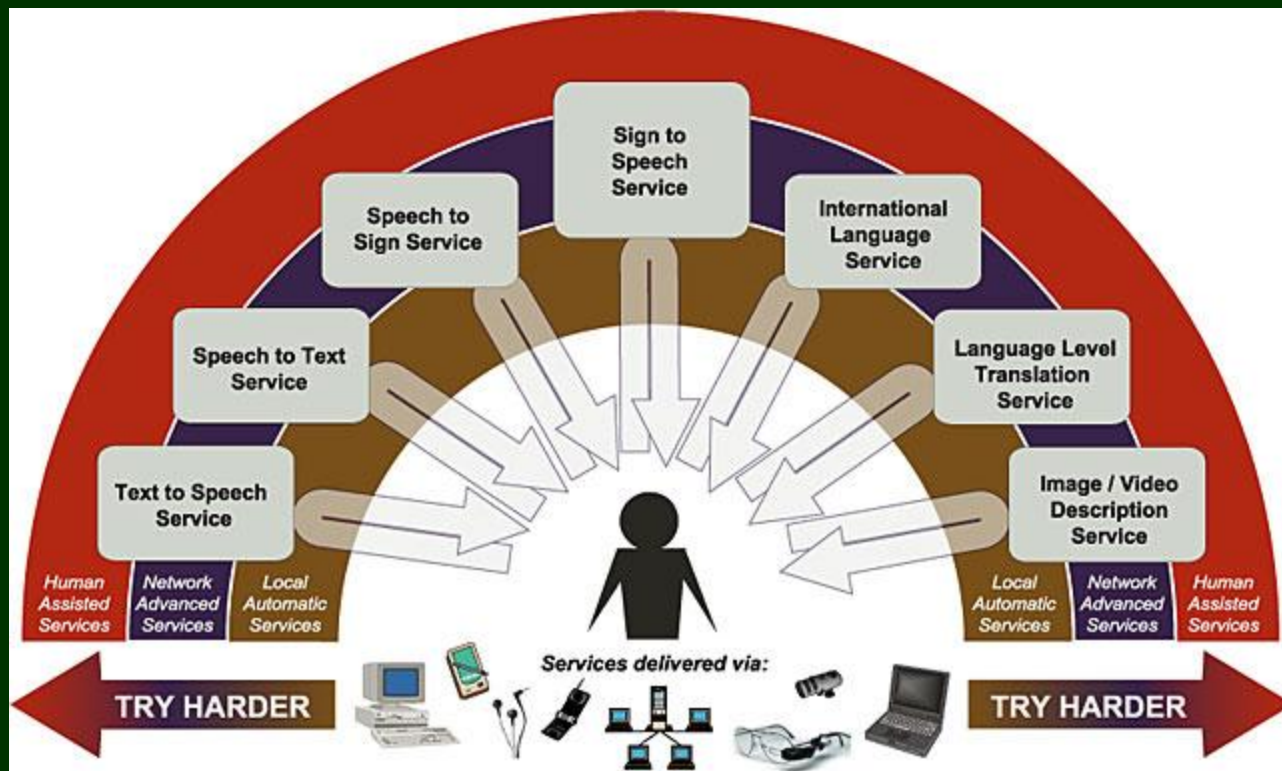 Sign to
Speech
Service
Speech to
Sign Service
International
Language
Service
Speech to Text
Service
Language Level
Translation
Service
Text to Speech
Service
Image / Video
Description
Service
Human
Assisted
Services
Network
Advanced
Services
Local
Automatic
Services
Local
Automatic
Services
Network
Advanced
Services
Human
Assisted
Services
TRY HARDER
Services delivered via:
TRY HARDER